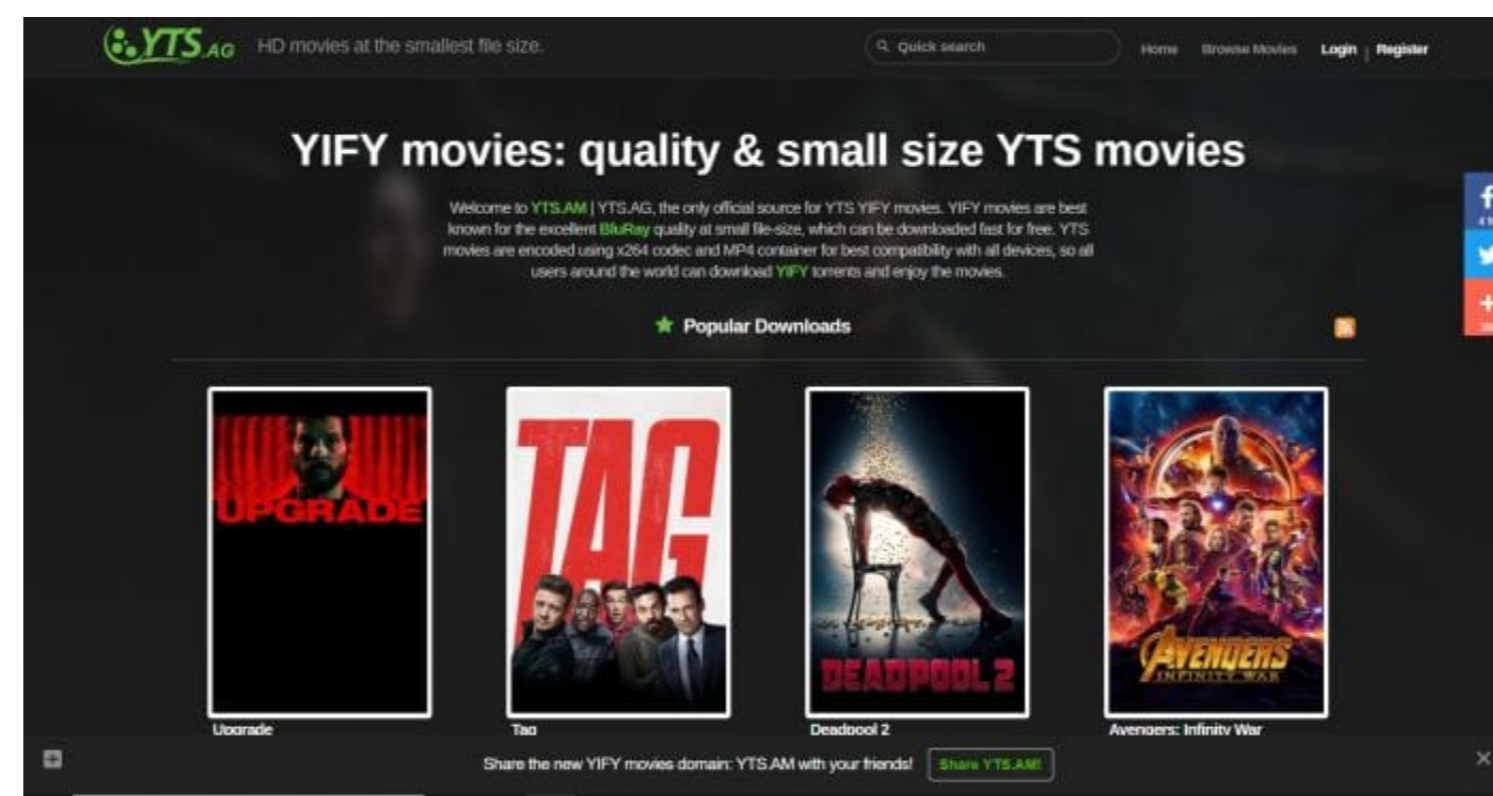 YTS.AG HD movies at the smallest file size. Quick search Home Browse Movies Login | Register
YIFY movies: quality & small size YTS movies
Welcome to YTS.AM | YTS.AG, the only official source for YTS YIFY movies. YIFY movies are best
known for the excellent BluRay quality at small file-size, which can be downloaded fast for free. YTS
movies are encoded using x264 codec and MP4 container for best compatibility with all devices, so all
users around the world can download YIFY torrents and enjoy the movies.
Popular Downloads
UPGRADE
TAG
DEADPOOL 2
AVENGERS
INFINITY WAR
Upgrade Tag Deadpool 2 Avengers: Infinity War
Share the new YIFY movies domain: YTS.AM with your friends! Share YTS.AM!